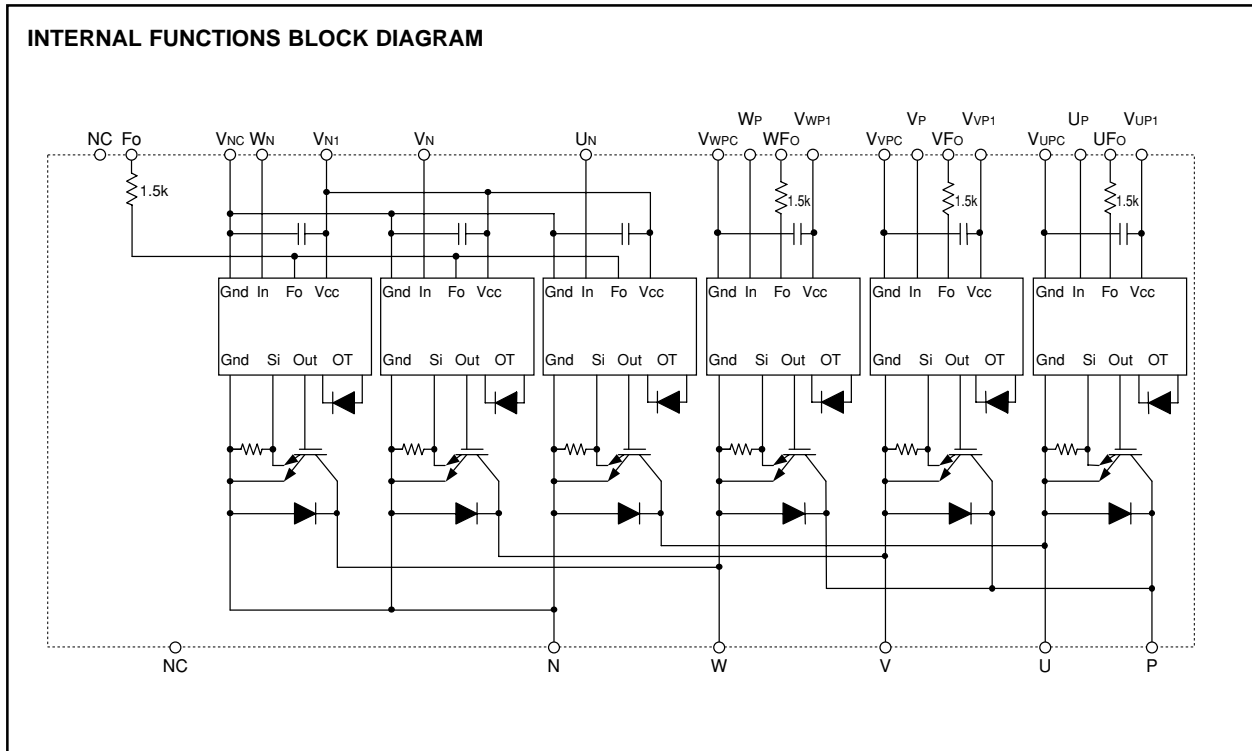 INTERNAL FUNCTIONS BLOCK DIAGRAM
WP VWP1 VP VVP1 UP VUP1
NC Fo VNC WN VN1 VN UN VWPC WFO VVPC VFO VUPC UFO
1.5k 1.5k 1.5k 1.5k
Gnd In Fo Vcc Gnd In Fo Vcc Gnd In Fo Vcc Gnd In Fo Vcc Gnd In Fo Vcc Gnd In Fo Vcc
Gnd Si Out OT Gnd Si Out OT Gnd Si Out OT Gnd Si Out OT Gnd Si Out OT Gnd Si Out OT
NC N W V U P